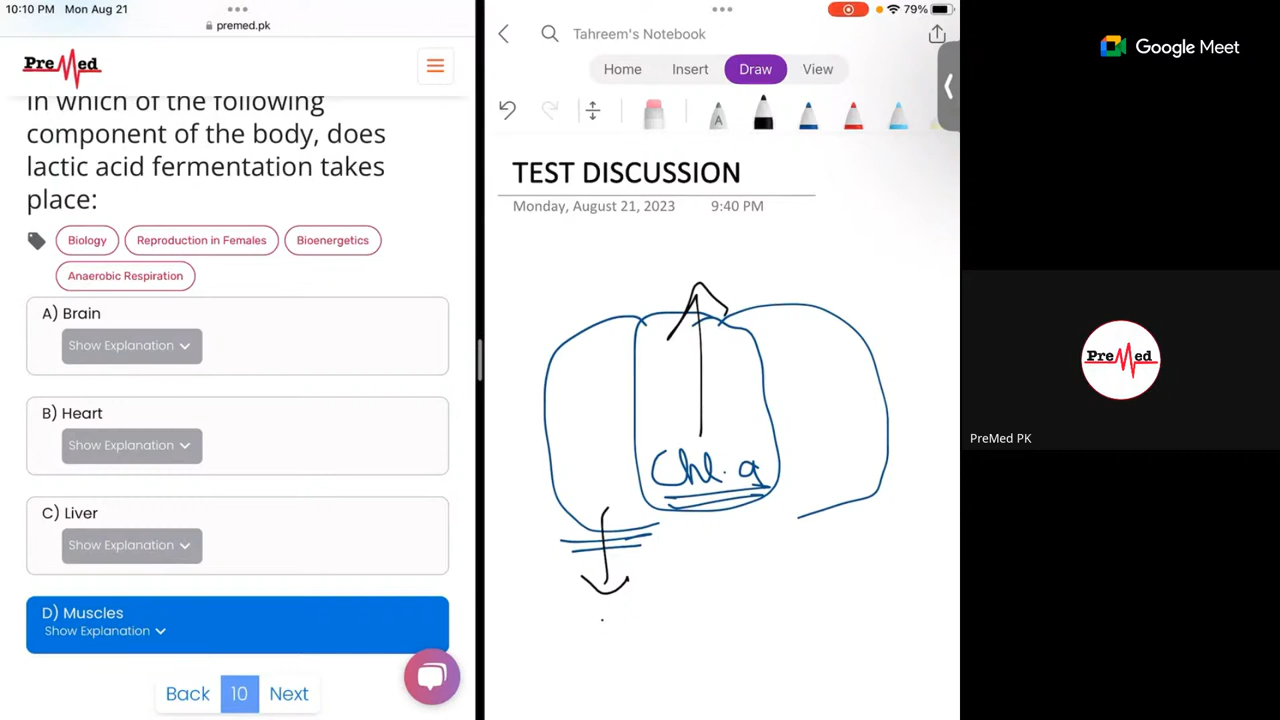 10:10 PM Mon Aug 21
premed.pk
PreMed
In which of the following
component of the body, does
lactic acid fermentation takes
place:
Biology
Reproduction in Females
Bioenergetics
Anaerobic Respiration
A) Brain
Show Explanation
B) Heart
Show Explanation
C) Liver
Show Explanation
D) Muscles
Show Explanation
Back
10
Next
79%
Tahreem's Notebook
Home
Insert
Draw
View
A
TEST DISCUSSION
Monday, August 21, 2023
9:40 PM
Chl. a
Google Meet
PreMed
PreMed PK